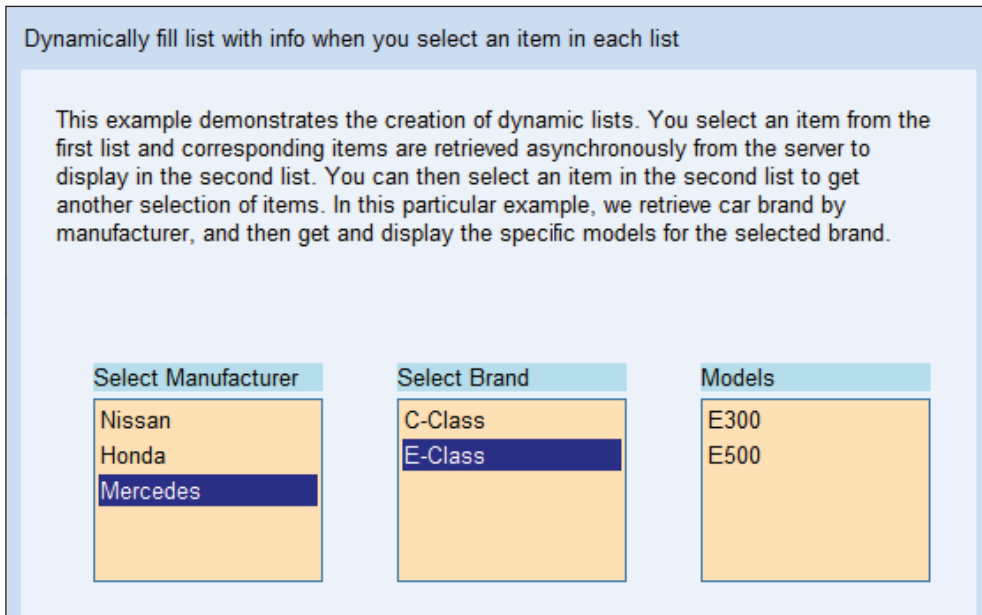 Dynamically fill list with info when you select an item in each list
This example demonstrates the creation of dynamic lists. You select an item from the
first list and corresponding items are retrieved asynchronously from the server to
display in the second list. You can then select an item in the second list to get
another selection of items. In this particular example, we retrieve car brand by
manufacturer, and then get and display the specific models for the selected brand.
Select Manufacturer
Nissan
Honda
Mercedes
Select Brand
C-Class
E-Class
Models
E300
E500